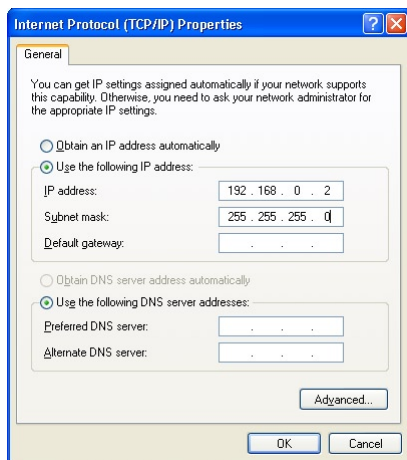 Internet Protocol (TCP/IP) Properties
General
You can get IP settings assigned automatically if your network supports
this capability. Otherwise, you need to ask your network administrator for
the appropriate IP settings.
Obtain an IP address automatically
Use the following IP address:
IP address: 192 . 168 . 0 . 2
Subnet mask: 255 . 255 . 255 . 0
Default gateway: . . .
Obtain DNS server address automatically
Use the following DNS server addresses:
Preferred DNS server: . . .
Alternate DNS server: . . .
Advanced...
OK Cancel